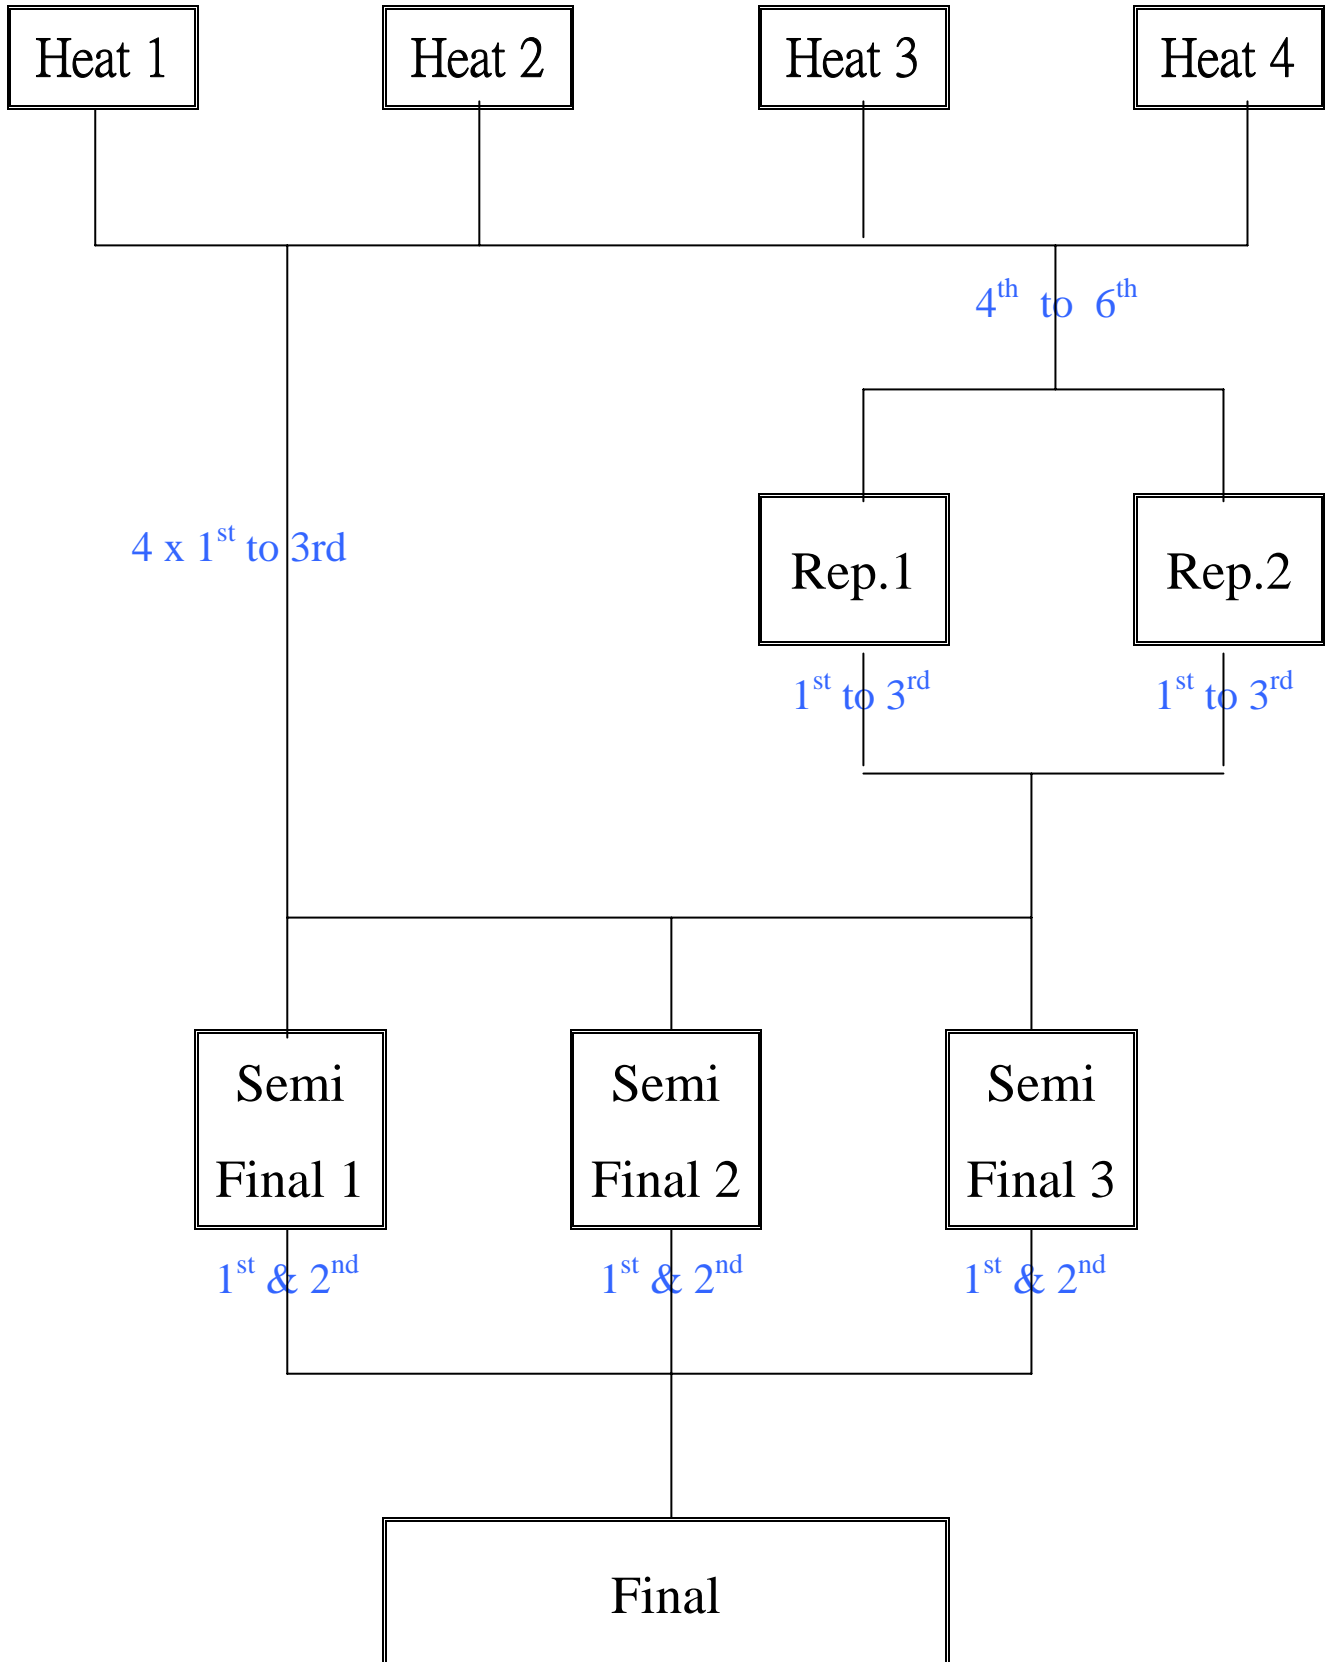 Heat 1
Heat 2
Heat 3
Heat 4
4th to 6th
4 x 1st to 3rd
Rep.1
Rep.2
1st to 3rd
1st to 3rd
Semi
Final 1
Semi
Final 2
Semi
Final 3
1st & 2nd
1st & 2nd
1st & 2nd
Final